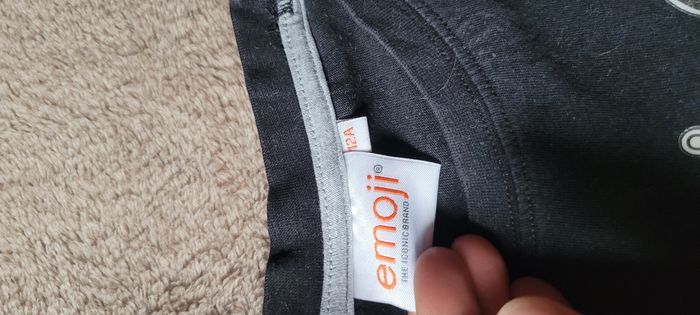 12A
emoji®
THE ICONIC BRAND